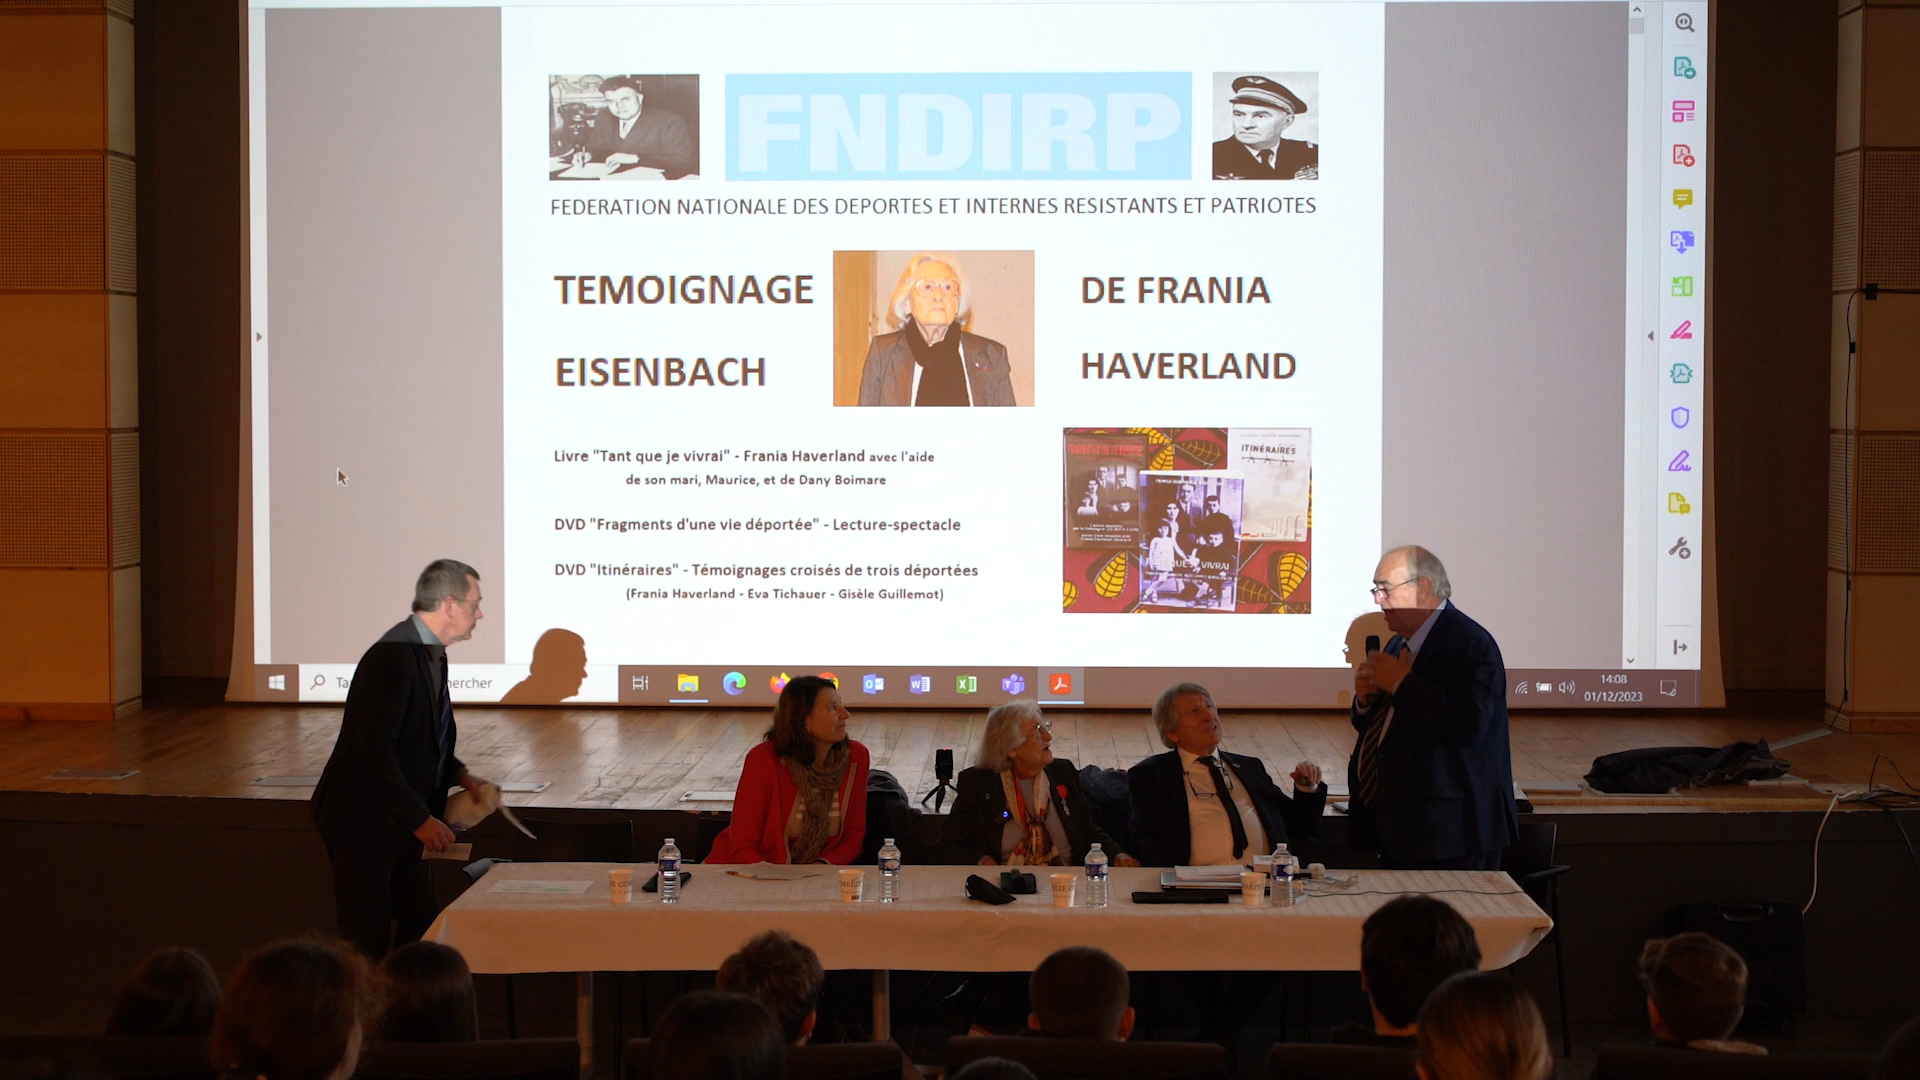 FNDIRP
FEDERATION NATIONALE DES DEPORTES ET INTERNES RESISTANTS ET PATRIOTES
TEMOIGNAGE DE FRANIA
EISENBACH HAVERLAND
Livre "Tant que je vivrai" - Frania Haverland avec l'aide
de son mari, Maurice, et de Dany Boimare
DVD "Fragments d'une vie déportée" - Lecture-spectacle
DVD "Itinéraires" - Témoignages croisés de trois déportées
(Frania Haverland - Eva Tichauer - Gisèle Guillemot)
ITINÉRAIRES
VIVRAI
14:08
01/12/2023